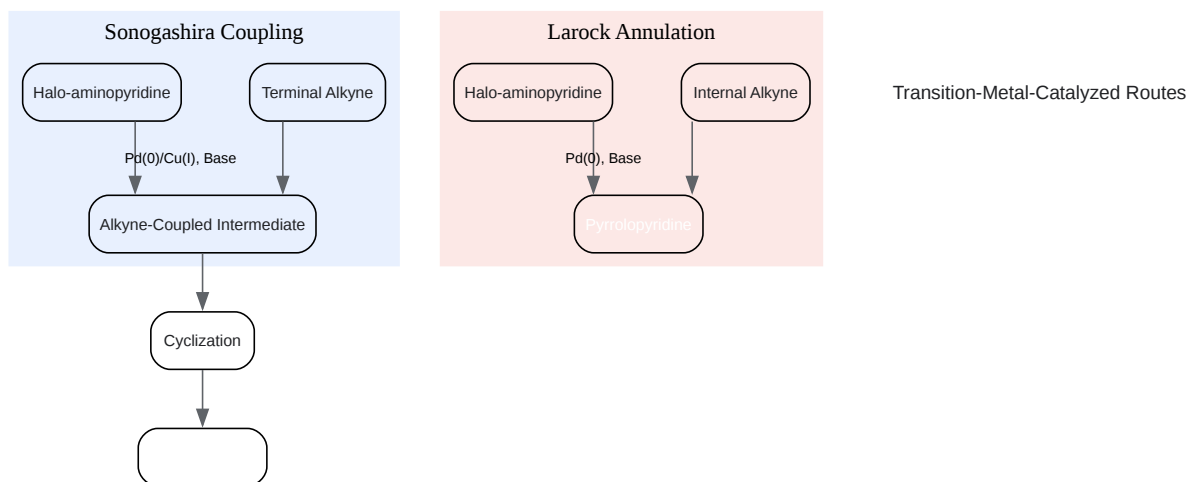 Sonogashira Coupling
Halo-aminopyridine
Terminal Alkyne
Pd(0)/Cu(I), Base
Alkyne-Coupled Intermediate
Cyclization
Larock Annulation
Halo-aminopyridine
Internal Alkyne
Pd(0), Base
Pyrrolopyridine
Transition-Metal-Catalyzed Routes